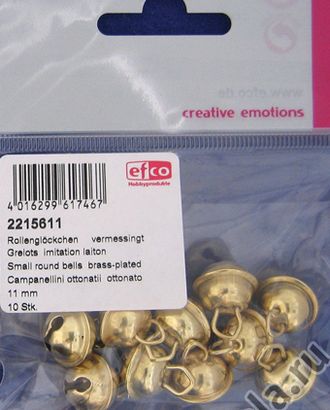 www.efco.de
creative emotions
4 016299 617467
efco
Hobbyprodukte
2215611
Rollenglöckchen vermessingt
Grelots imitation laiton
Small round bells brass-plated
Campanellini ottonatii ottonato
11 mm
10 Stk.